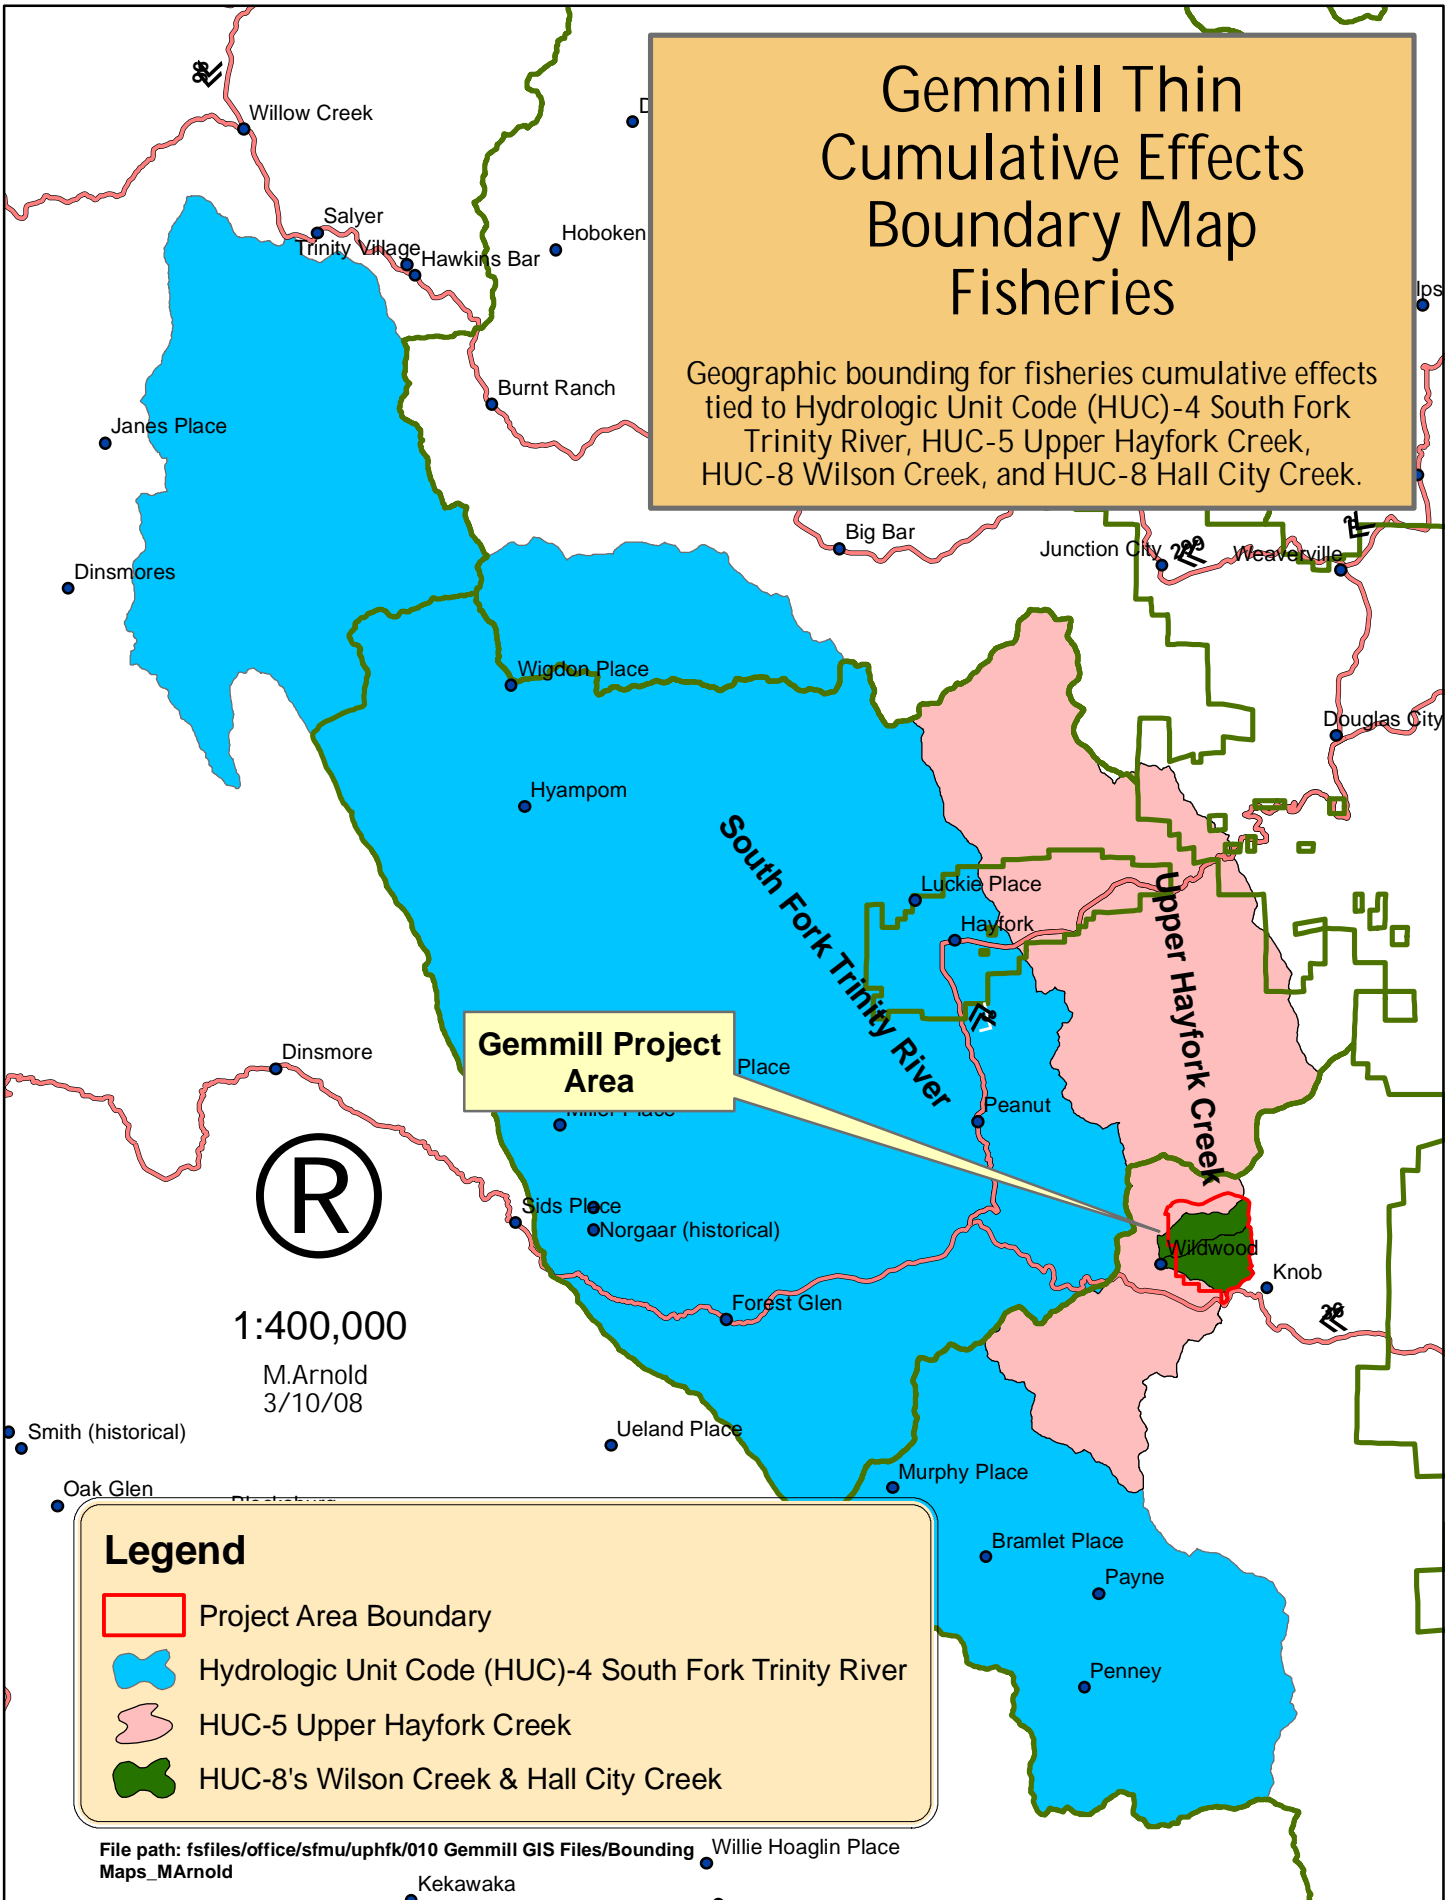 Gemmill Thin
Cumulative Effects
Boundary Map
Fisheries
Geographic bounding for fisheries cumulative effects
tied to Hydrologic Unit Code (HUC)-4 South Fork
Trinity River, HUC-5 Upper Hayfork Creek,
HUC-8 Wilson Creek, and HUC-8 Hall City Creek.
96
Willow Creek
D
Salyer
Trinity Village
Hawkins Bar
Hoboken
lps
Burnt Ranch
Janes Place
Big Bar
Junction City
299
Weaverville
Dinsmores
Wigdon Place
Douglas City
Hyampom
South Fork Trinity River
Luckie Place
Hayfork
Upper Hayfork Creek
Gemmill Project
Area
Place
Miller Place
Dinsmore
Peanut
R
Sids Place
Norgaar (historical)
Wildwood
Knob
36
Forest Glen
1:400,000
M.Arnold
3/10/08
Smith (historical)
Ueland Place
Oak Glen
Murphy Place
Bramlet Place
Payne
Penney
Legend
Project Area Boundary
Hydrologic Unit Code (HUC)-4 South Fork Trinity River
HUC-5 Upper Hayfork Creek
HUC-8's Wilson Creek & Hall City Creek
File path: fsfiles/office/sfmu/uphfk/010 Gemmill GIS Files/Bounding
Maps_MArnold
Willie Hoaglin Place
Kekawaka